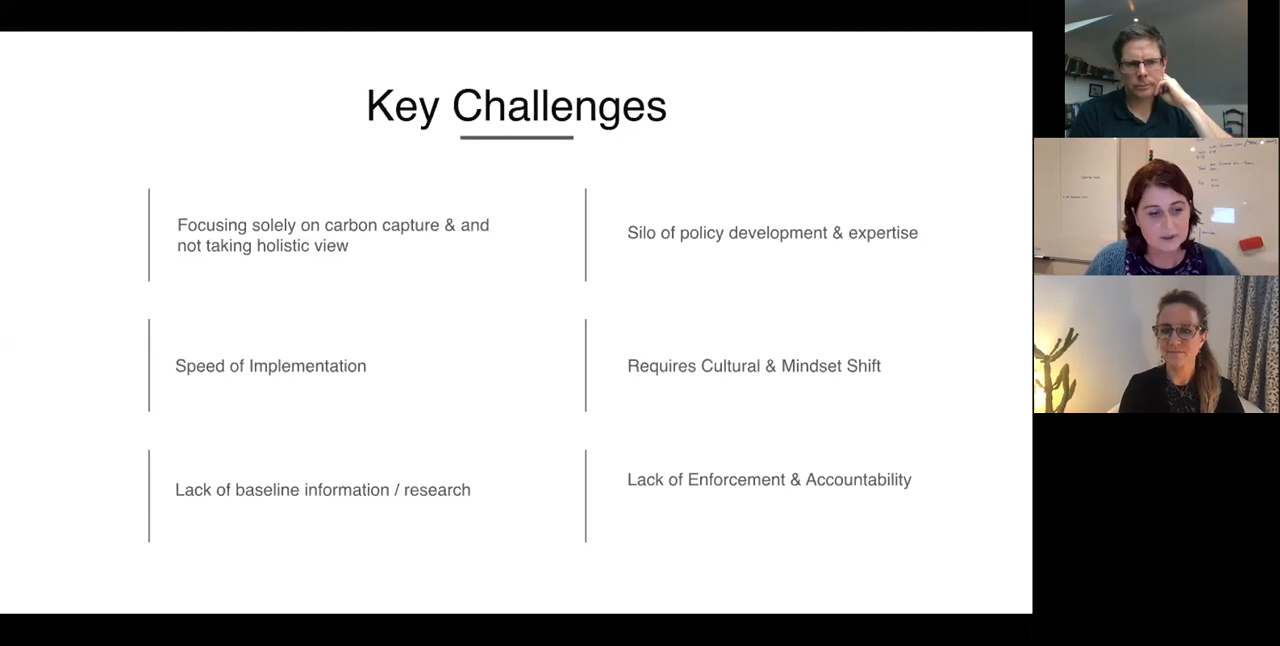 Key Challenges
Focusing solely on carbon capture & and
not taking holistic view
Silo of policy development & expertise
Speed of Implementation
Requires Cultural & Mindset Shift
Lack of baseline information / research
Lack of Enforcement & Accountability